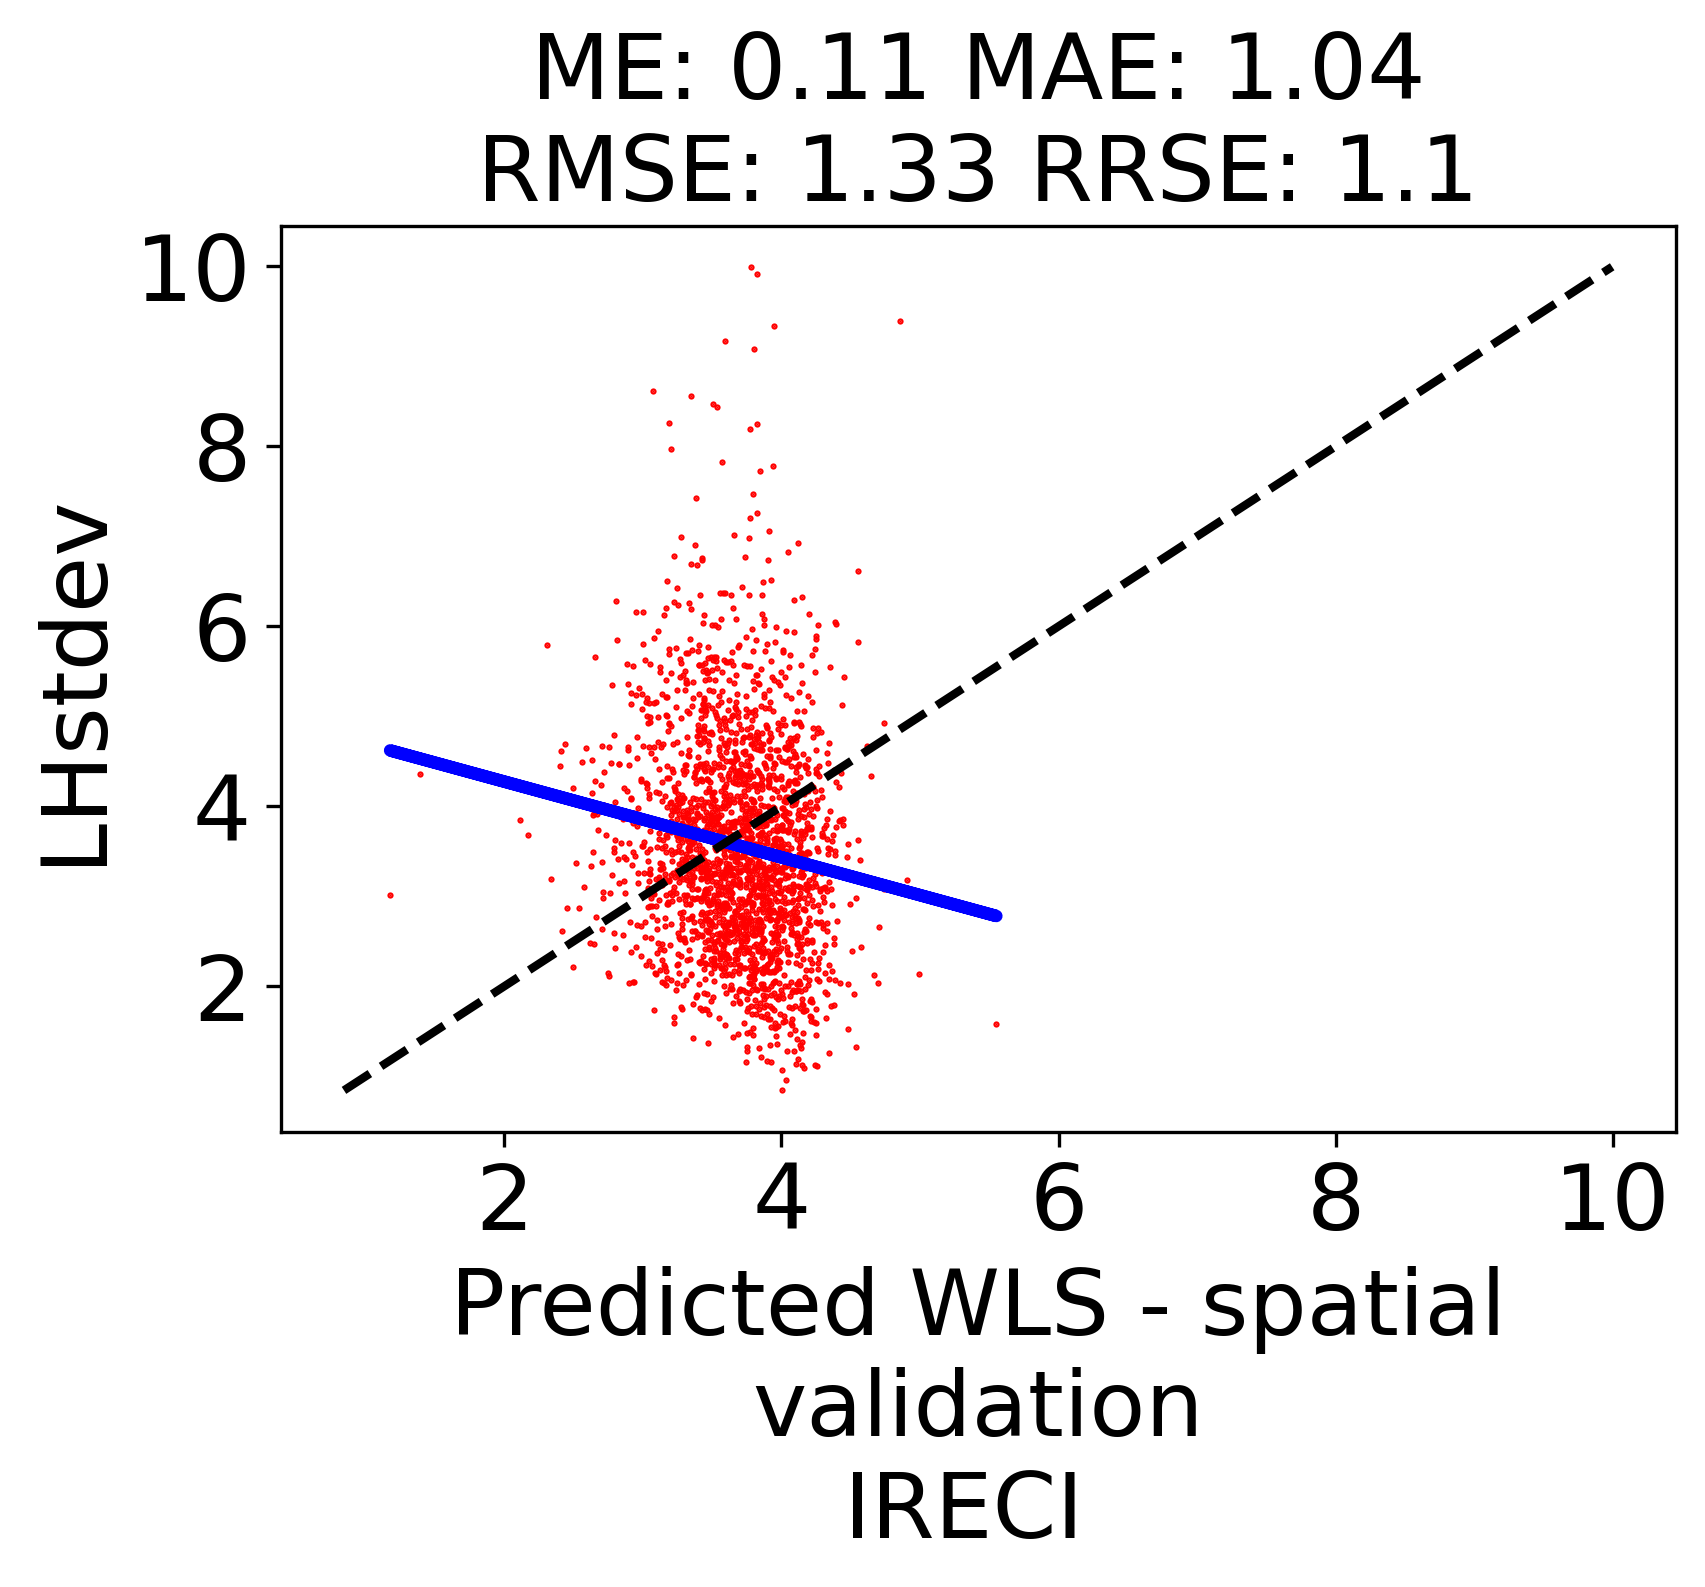 ME: 0.11 MAE: 1.04
RMSE: 1.33 RRSE: 1.1
10
8
6
4
2
LHstdev
2 4 6 8 10
Predicted WLS - spatial
validation
IRECI